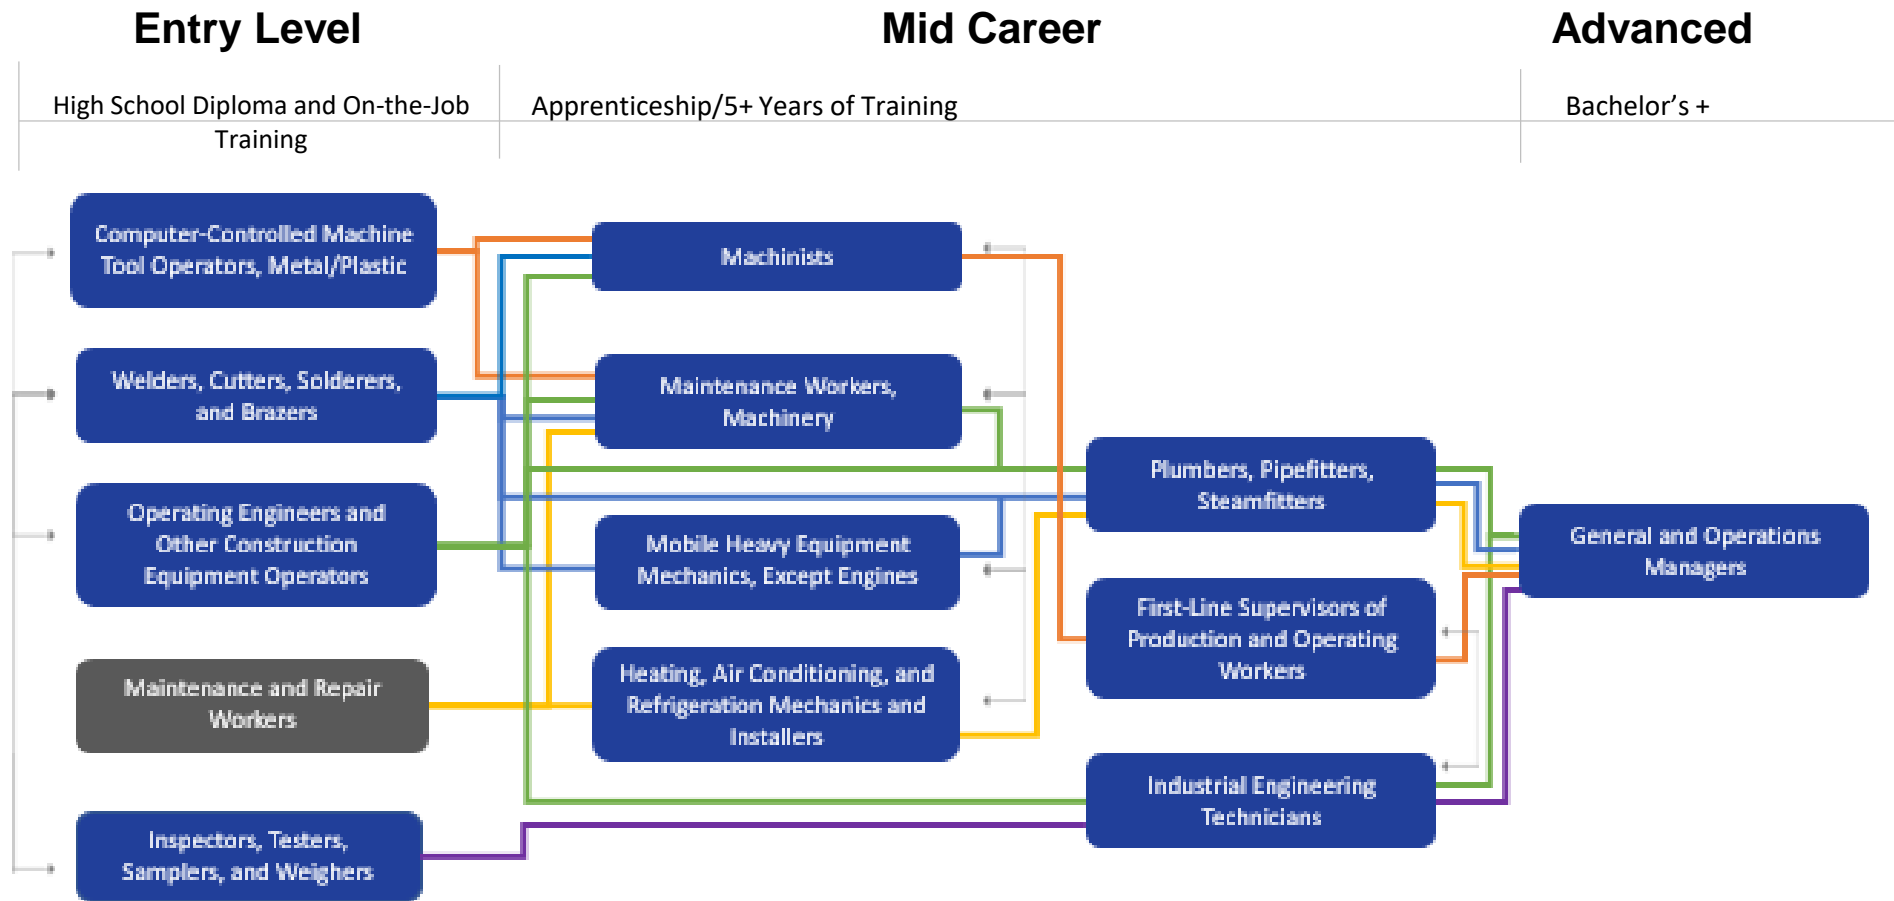 Entry Level
Mid Career
Advanced
High School Diploma and On-the-Job
Training
Apprenticeship/5+ Years of Training
Bachelor’s +
Computer-Controlled Machine
Tool Operators, Metal/Plastic
Welders, Cutters, Solderers,
and Brazers
Operating Engineers and
Other Construction
Equipment Operators
Maintenance and Repair
Workers
Inspectors, Testers,
Samplers, and Weighers
Machinists
Maintenance Workers,
Machinery
Mobile Heavy Equipment
Mechanics, Except Engines
Heating, Air Conditioning, and
Refrigeration Mechanics and
Installers
Plumbers, Pipefitters,
Steamfitters
First-Line Supervisors of
Production and Operating
Workers
Industrial Engineering
Technicians
General and Operations
Managers